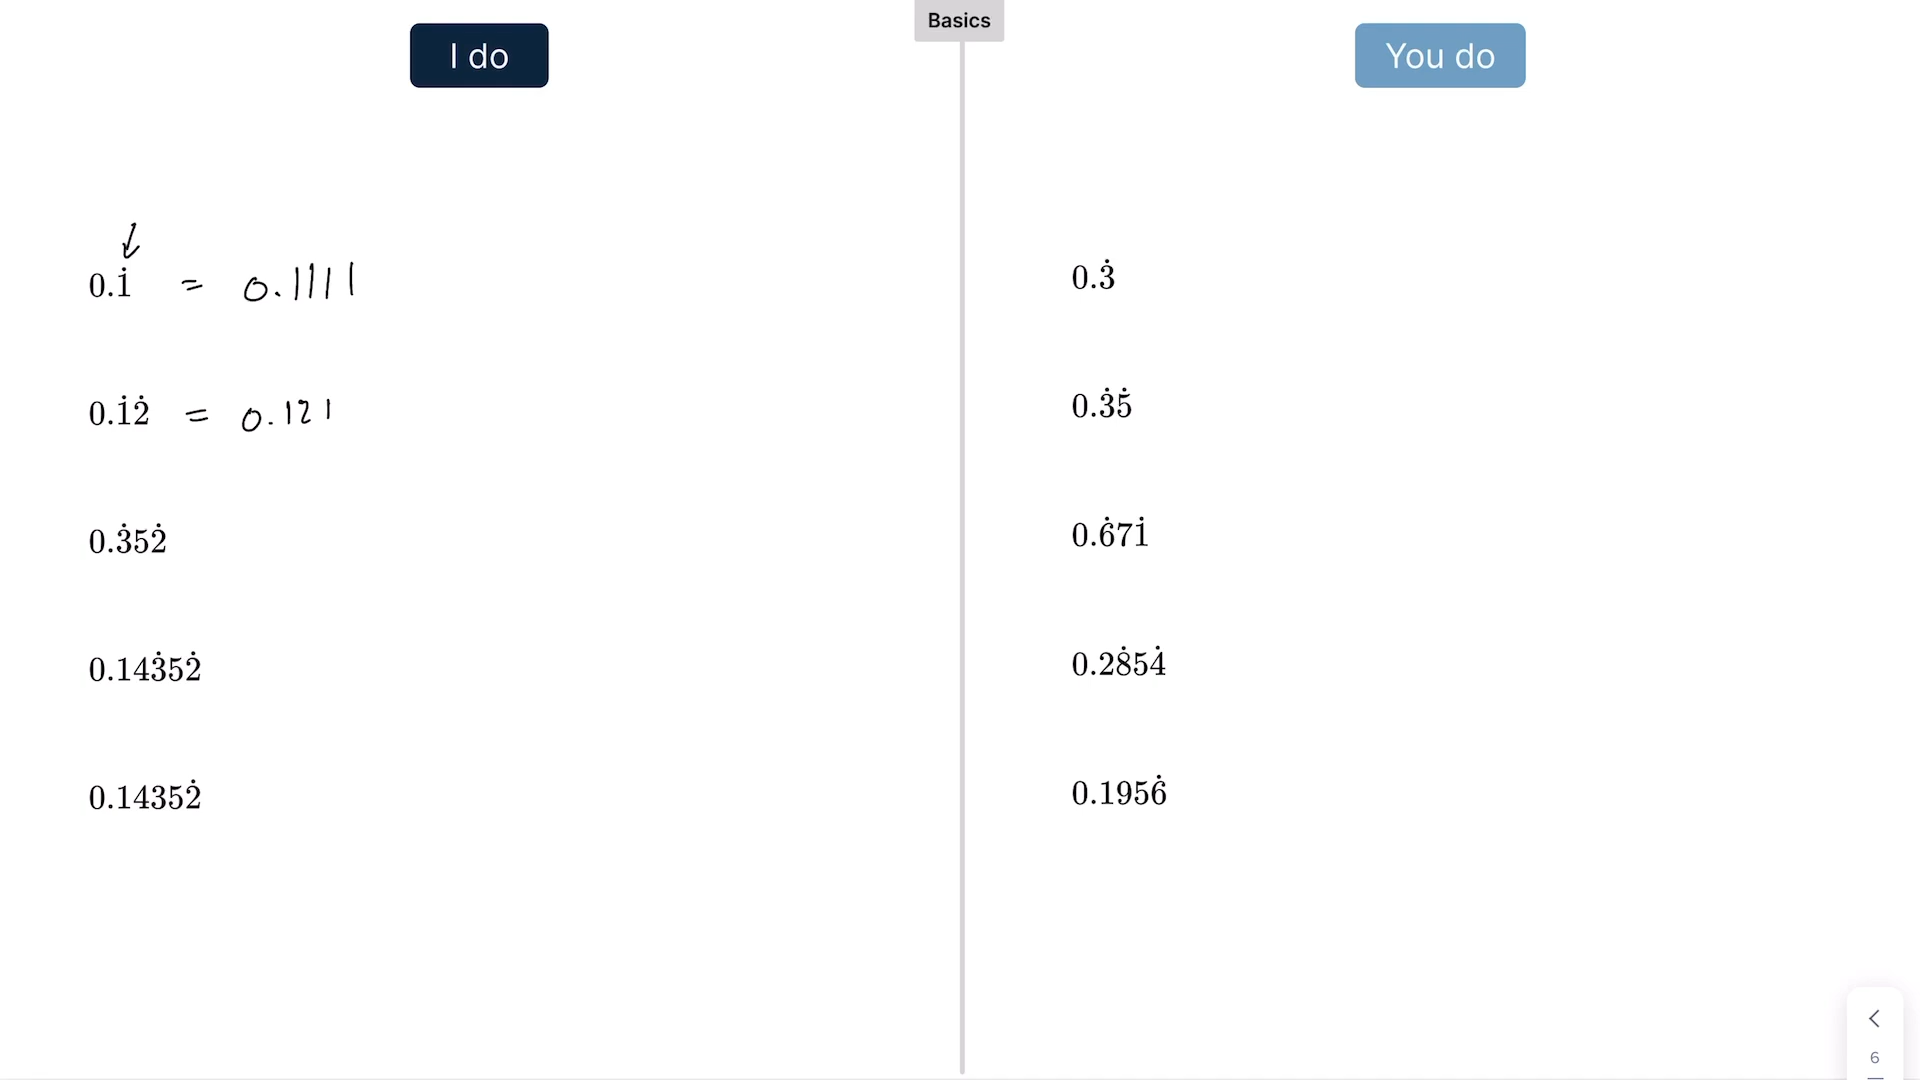 Basics
I do
0.1̇ = 0.1111
0.1̇2̇ = 0.121
0.3̇52̇
0.143̇52̇
0.14352̇
You do
0.3̇
0.3̇5̇
0.6̇71̇
0.28̇54̇
0.1956̇
6